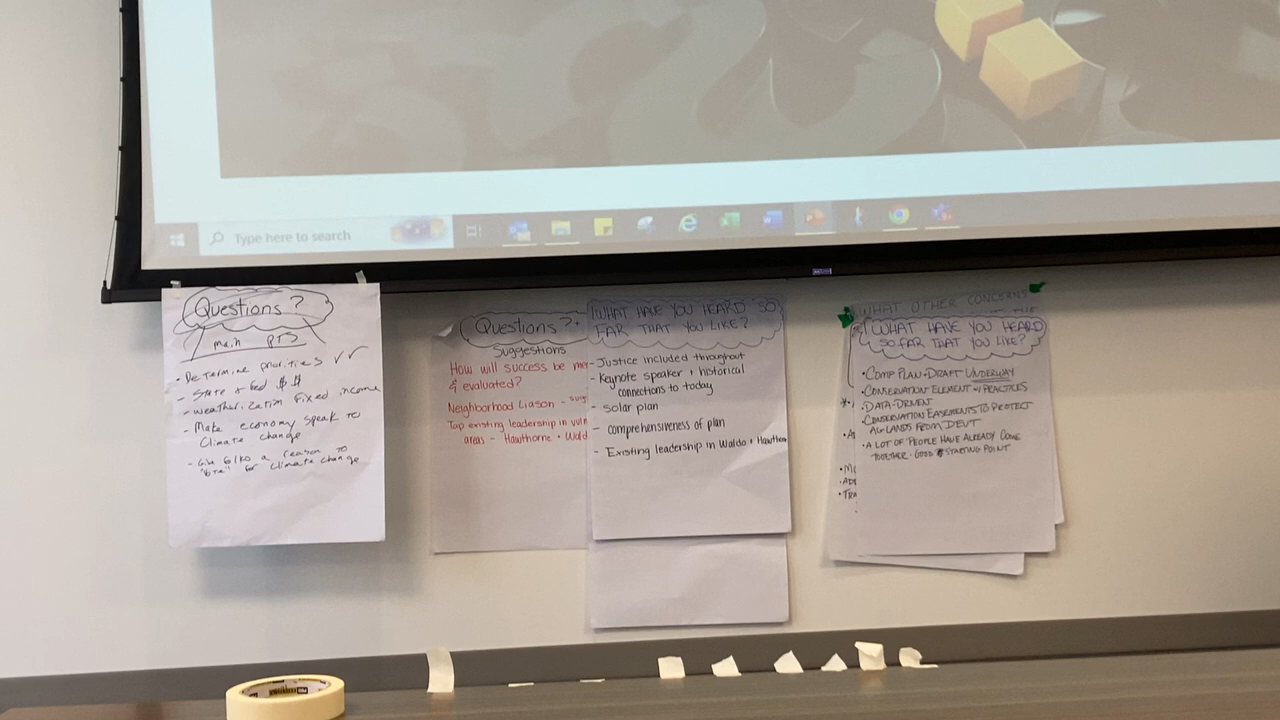 Type here to search
Questions?
main PTS
• Determine priorities ✓✓
- State + fed $$
- Weatherization fixed income
- Make economy speak to
Climate change
- Give folks a reason to
for climate change
Questions? +
Suggestions
How will success be
& evaluated?
Neighborhood Liason -
Tap existing leadership in
areas - Hawthorne +
WHAT HAVE YOU HEARD SO
FAR THAT YOU LIKE?
- Justice included throughout
- Keynote speaker + historical
connections to today
- solar plan
- comprehensiveness of plan
- Existing leadership in Waldo +
WHAT OTHER CONCERNS
WHAT HAVE YOU HEARD
SO FAR THAT YOU LIKE?
• COMP PLAN • DRAFT UNDERWAY
• CONSERVATION ELEMENT w/ PRACTICES
• DATA-DRIVEN
• CONSERVATION EASEMENTS TO PROTECT
AG LANDS FROM DEV'T
• A LOT OF PEOPLE HAVE ALREADY COME
TOGETHER - GOOD STARTING POINT